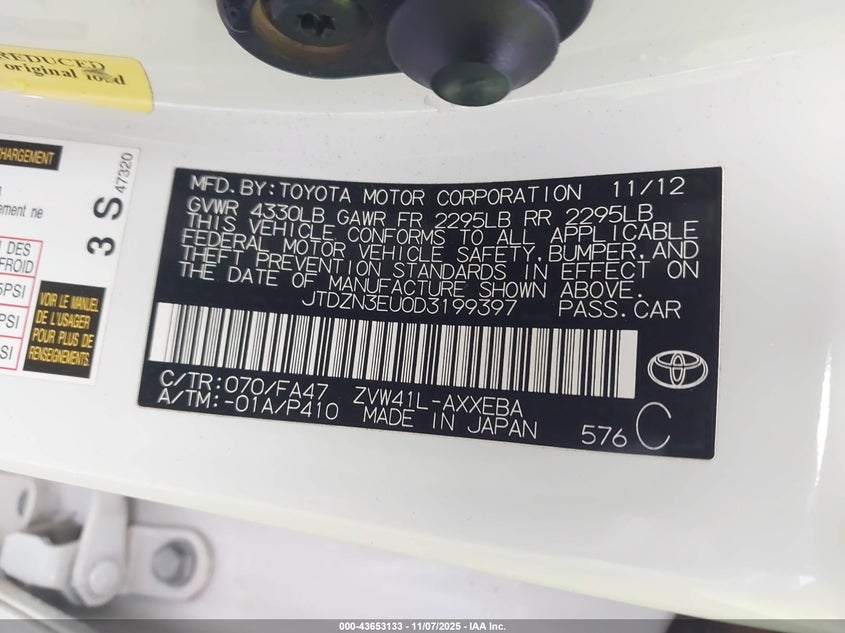 REDUCED
original
CHARGEMENT
ement ne
3 S 47320
N DES
FROID
5PSI
PSI
SI
VOIR LE MANUEL
DE L'USAGER
POUR PLUS DE
RENSEIGNEMENTS.
MFD.BY:TOYOTA MOTOR CORPORATION 11/12
GVWR 4330LB GAWR FR 2295LB RR 2295LB
THIS VEHICLE CONFORMS TO ALL APPLICABLE
FEDERAL MOTOR VEHICLE SAFETY,BUMPER,AND
THEFT PREVENTION STANDARDS IN EFFECT ON
THE DATE OF MANUFACTURE SHOWN ABOVE.
JTDZN3EU0D3199397 PASS.CAR
C/TR:070/FA47 ZVW41L-AXXEBA
A/TM:-01A/P410 MADE IN JAPAN
576 C
000-43653133 — 11/07/2025 — IAA Inc.